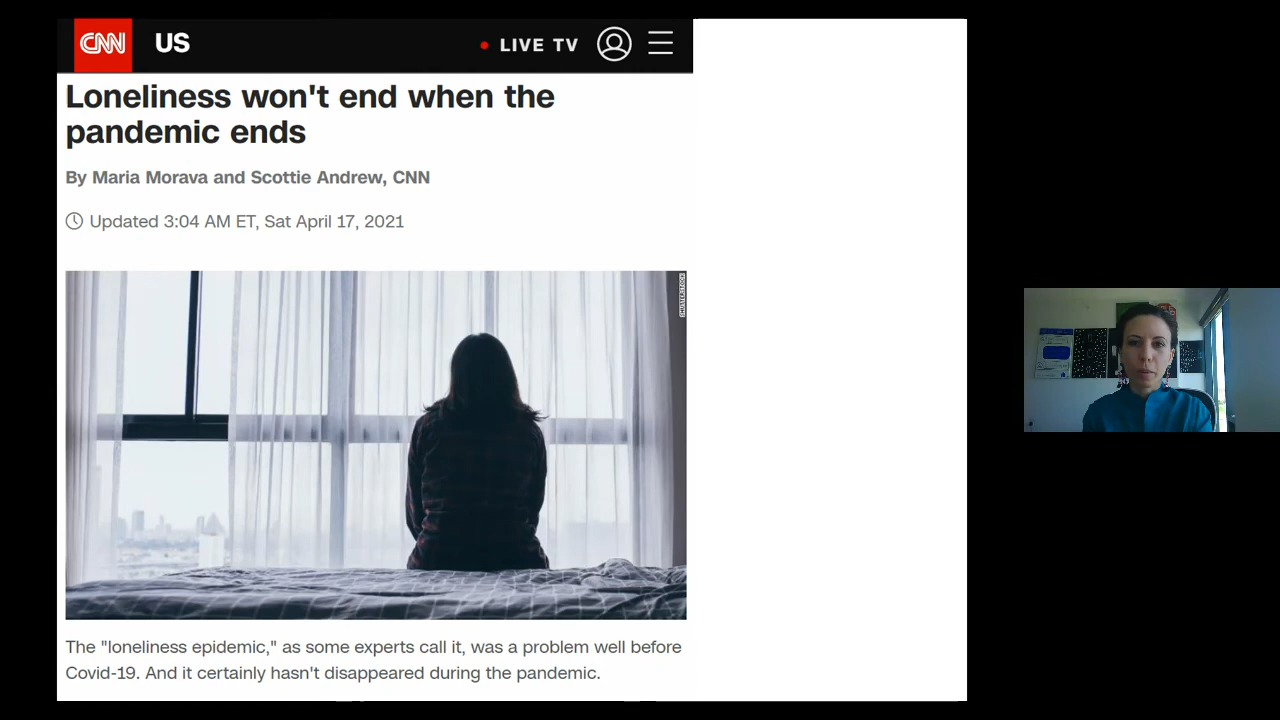 CNN US LIVE TV
Loneliness won't end when the
pandemic ends
By Maria Morava and Scottie Andrew, CNN
Updated 3:04 AM ET, Sat April 17, 2021
SHUTTERSTOCK
The "loneliness epidemic," as some experts call it, was a problem well before
Covid-19. And it certainly hasn't disappeared during the pandemic.